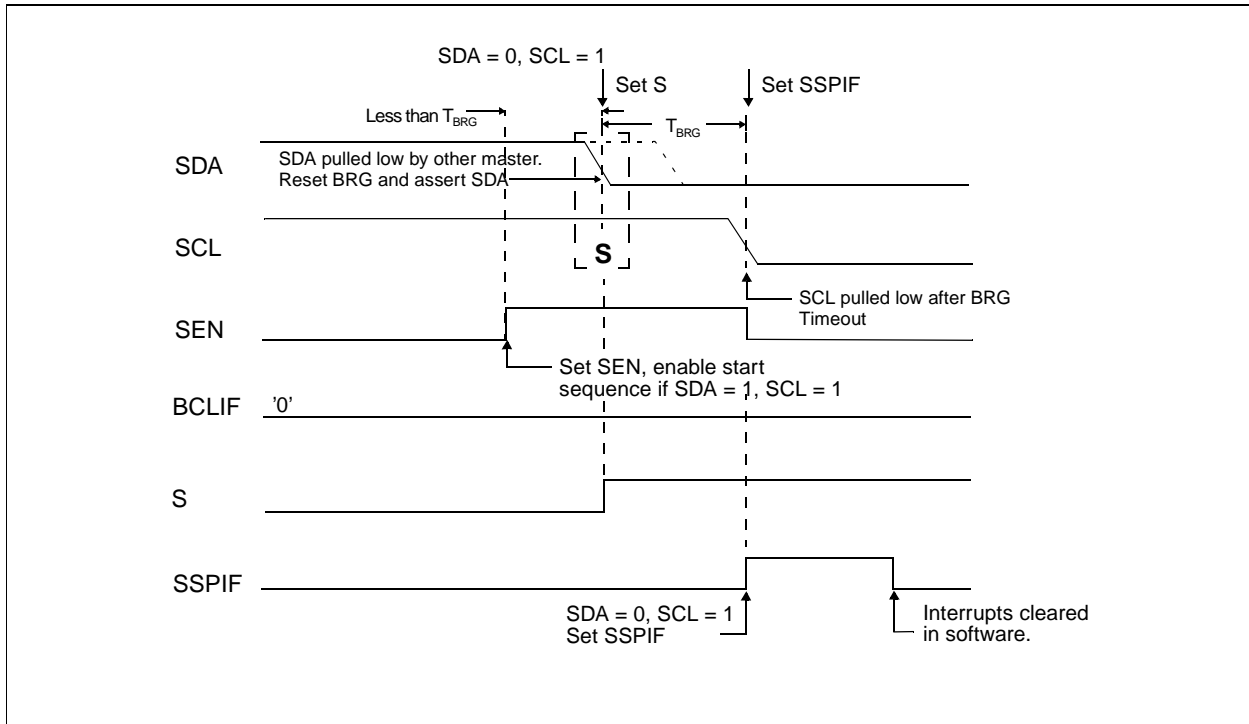 SDA = 0, SCL = 1
Set S
Set SSPIF
Less than TBRG
TBRG
SDA
SDA pulled low by other master.
Reset BRG and assert SDA
SCL
S
SCL pulled low after BRG
Timeout
SEN
Set SEN, enable start
sequence if SDA = 1, SCL = 1
BCLIF
'0'
S
SSPIF
SDA = 0, SCL = 1
Set SSPIF
Interrupts cleared
in software.